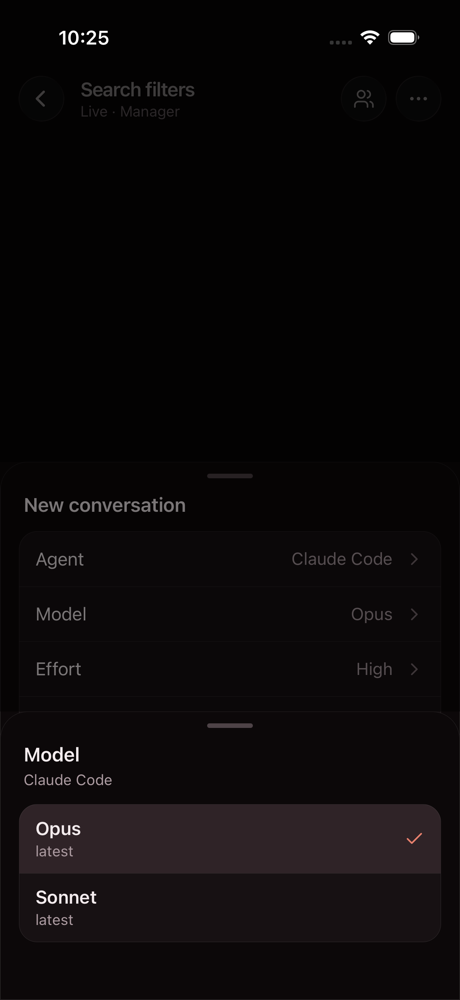 10:25
Search filters
Live · Manager
New conversation
Agent
Claude Code
Model
Opus
Effort
High
Model
Claude Code
Opus
latest
Sonnet
latest